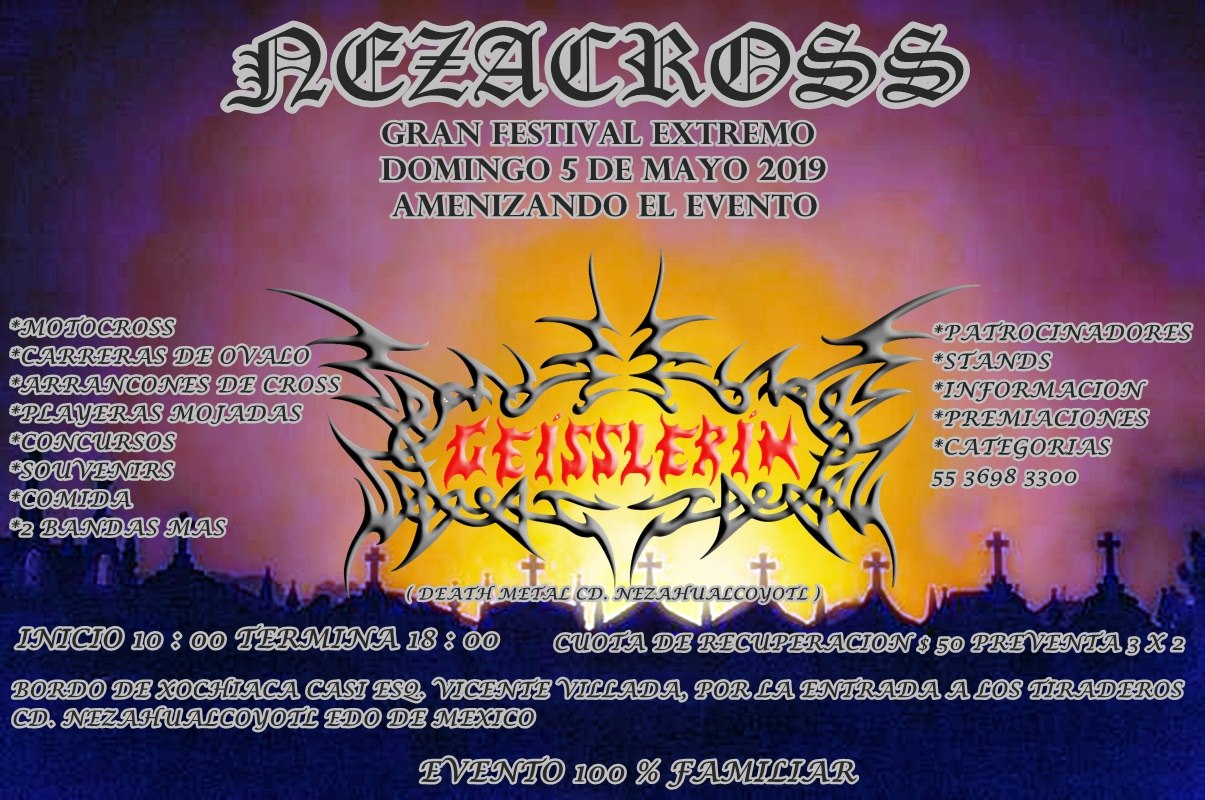 NEZACROSS
GRAN FESTIVAL EXTREMO
DOMINGO 5 DE MAYO 2019
AMENIZANDO EL EVENTO
*MOTOCROSS
*CARRERAS DE OVALO
*ARRANCONES DE CROSS
*PLAYERAS MOJADAS
*CONCURSOS
*SOUVENIRS
*COMIDA
*2 BANDAS MAS
GEÍSSLERÍN
*PATROCINADORES
*STANDS
*INFORMACION
*PREMIACIONES
*CATEGORIAS
55 3698 3300
( DEATH METAL CD. NEZAHUALCOYOTL )
INICIO 10 : 00 TERMINA 18 : 00
CUOTA DE RECUPERACION $ 50 PREVENTA 3 X 2
BORDO DE XOCHIACA CASI ESQ. VICENTE VILLADA, POR LA ENTRADA A LOS TIRADEROS
CD. NEZAHUALCOYOTL EDO DE MEXICO
EVENTO 100 % FAMILIAR